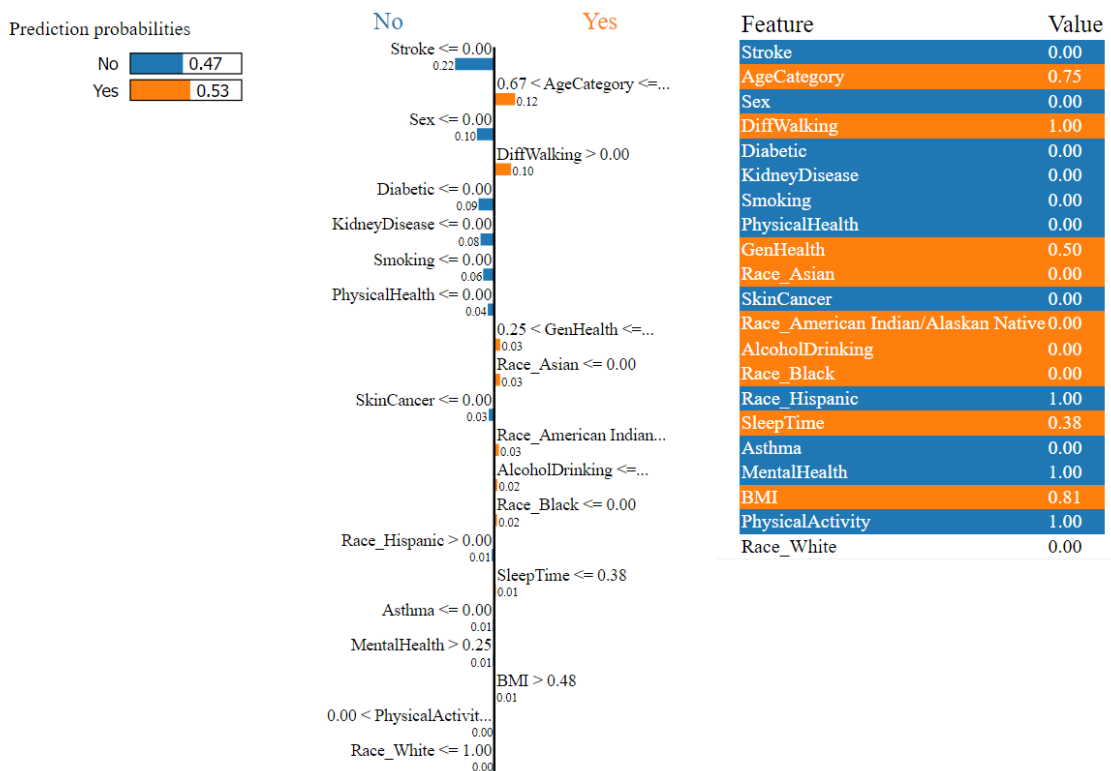 Prediction probabilities
No 0.47
Yes 0.53
No Yes
Stroke <= 0.00
0.22
0.67 < AgeCategory <=...
0.12
Sex <= 0.00
0.10
DiffWalking > 0.00
0.10
Diabetic <= 0.00
0.09
KidneyDisease <= 0.00
0.08
Smoking <= 0.00
0.06
PhysicalHealth <= 0.00
0.04
0.25 < GenHealth <=...
0.03
Race_Asian <= 0.00
0.03
SkinCancer <= 0.00
0.03
Race_American Indian...
0.03
AlcoholDrinking <=...
0.02
Race_Black <= 0.00
0.02
Race_Hispanic > 0.00
0.01
SleepTime <= 0.38
0.01
Asthma <= 0.00
0.01
MentalHealth > 0.25
0.01
BMI > 0.48
0.01
0.00 < PhysicalActivit...
0.00
Race_White <= 1.00
0.00
Feature Value
Stroke 0.00
AgeCategory 0.75
Sex 0.00
DiffWalking 1.00
Diabetic 0.00
KidneyDisease 0.00
Smoking 0.00
PhysicalHealth 0.00
GenHealth 0.50
Race_Asian 0.00
SkinCancer 0.00
Race_American Indian/Alaskan Native 0.00
AlcoholDrinking 0.00
Race_Black 0.00
Race_Hispanic 1.00
SleepTime 0.38
Asthma 0.00
MentalHealth 1.00
BMI 0.81
PhysicalActivity 1.00
Race_White 0.00